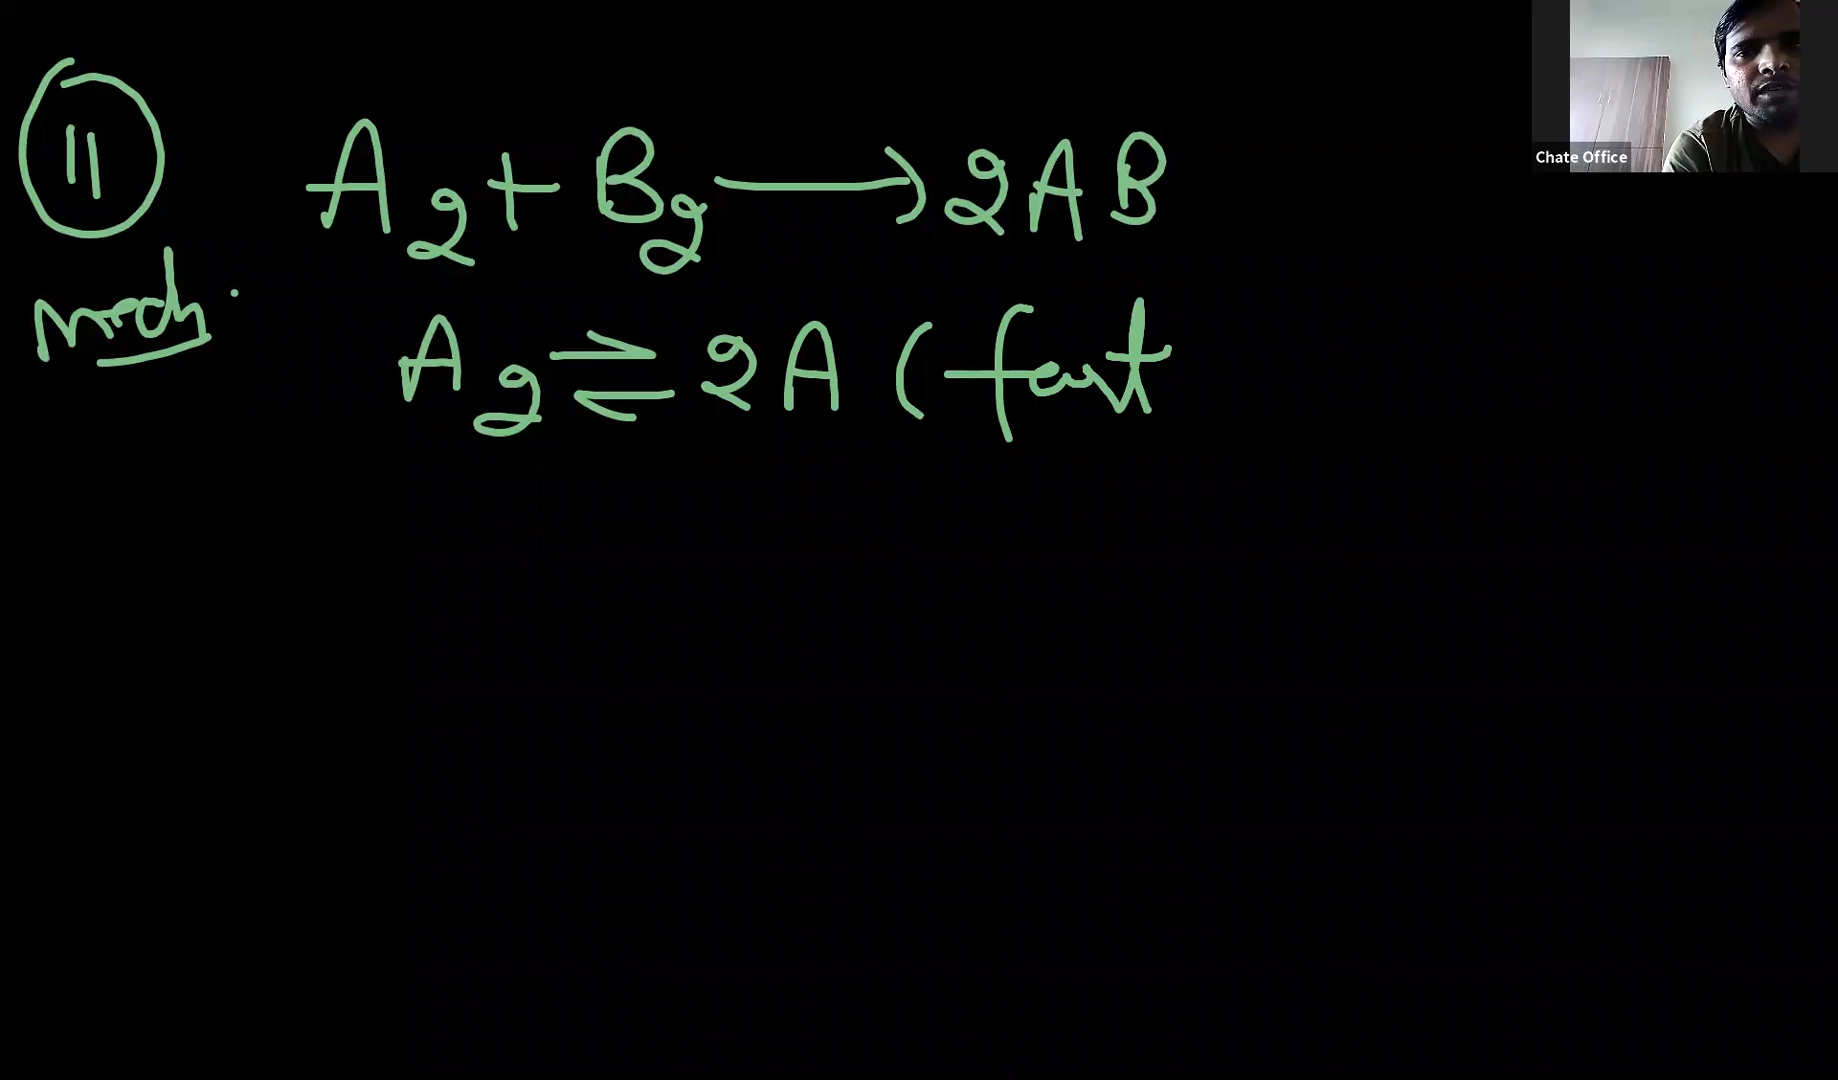 11 A2 + B2 ⟶ 2AB
Mech.
A2 ⇌ 2A (fast
Chate Office